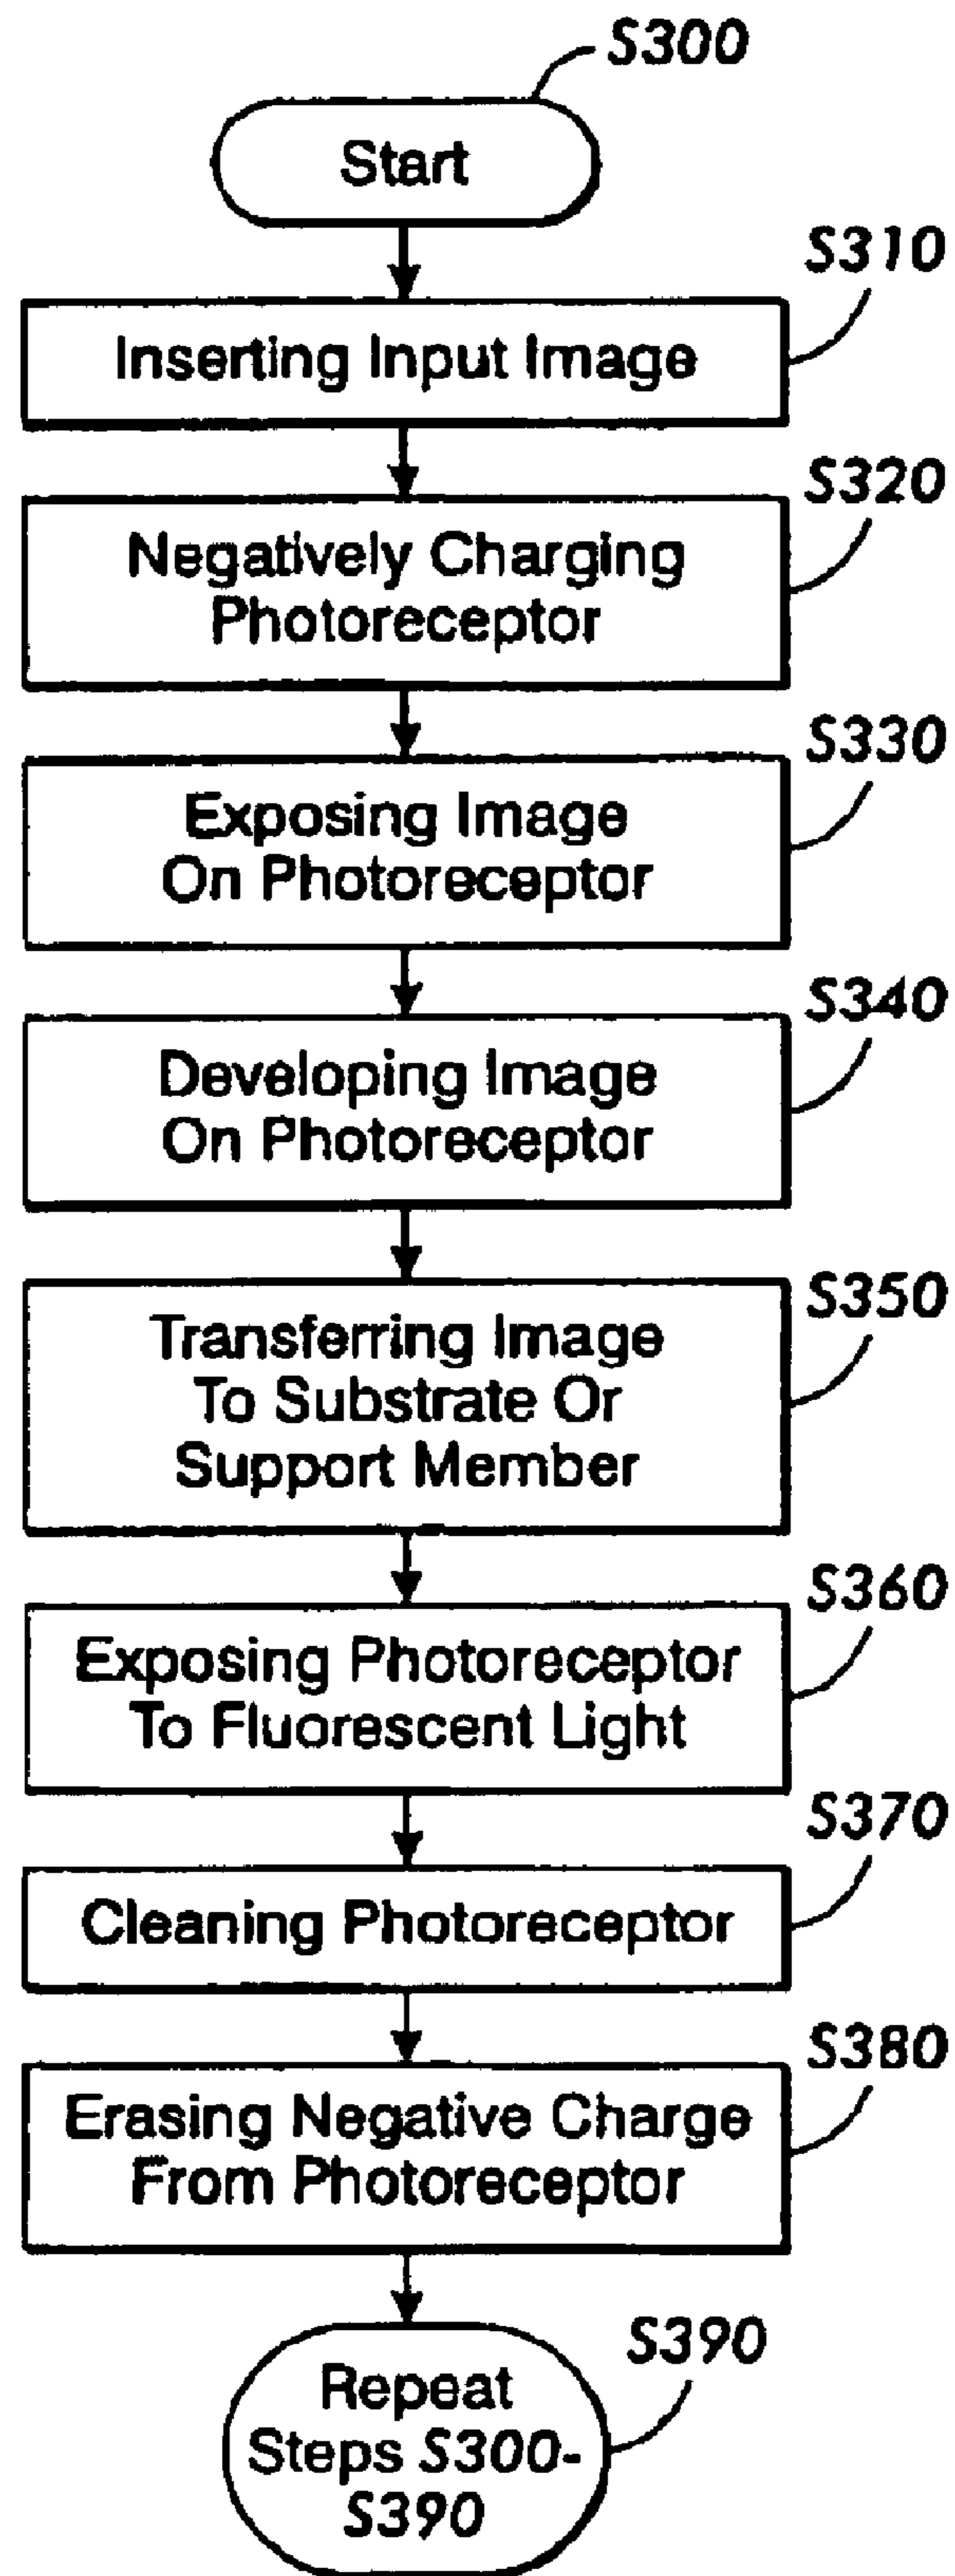 S300
Start
S310
Inserting Input Image
S320
Negatively Charging
Photoreceptor
S330
Exposing Image
On Photoreceptor
S340
Developing Image
On Photoreceptor
S350
Transferring Image
To Substrate Or
Support Member
S360
Exposing Photoreceptor
To Fluorescent Light
S370
Cleaning Photoreceptor
S380
Erasing Negative Charge
From Photoreceptor
S390
Repeat
Steps S300-
S390